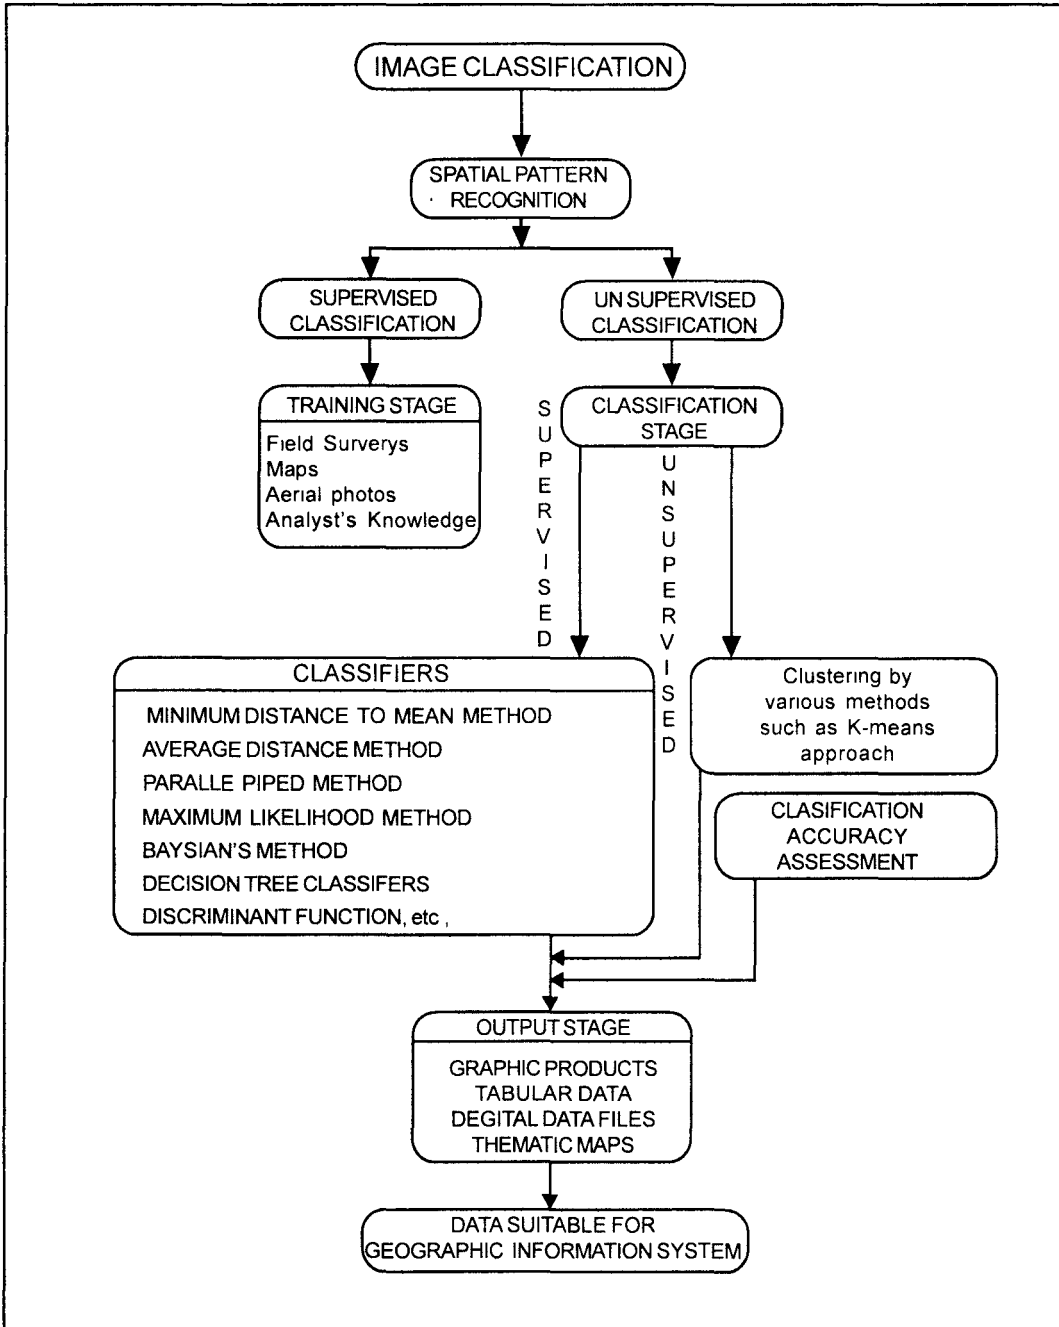 IMAGE CLASSIFICATION
SPATIAL PATTERN
RECOGNITION
SUPERVISED
CLASSIFICATION
UN SUPERVISED
CLASSIFICATION
TRAINING STAGE
Field Surverys
Maps
Aerial photos
Analyst's Knowledge
CLASSIFICATION
STAGE
SUPERVISED
UNSUPERVISED
CLASSIFIERS
MINIMUM DISTANCE TO MEAN METHOD
AVERAGE DISTANCE METHOD
PARALLE PIPED METHOD
MAXIMUM LIKELIHOOD METHOD
BAYSIAN'S METHOD
DECISION TREE CLASSIFERS
DISCRIMINANT FUNCTION, etc ,
Clustering by
various methods
such as K-means
approach
CLASIFICATION
ACCURACY
ASSESSMENT
OUTPUT STAGE
GRAPHIC PRODUCTS
TABULAR DATA
DEGITAL DATA FILES
THEMATIC MAPS
DATA SUITABLE FOR
GEOGRAPHIC INFORMATION SYSTEM